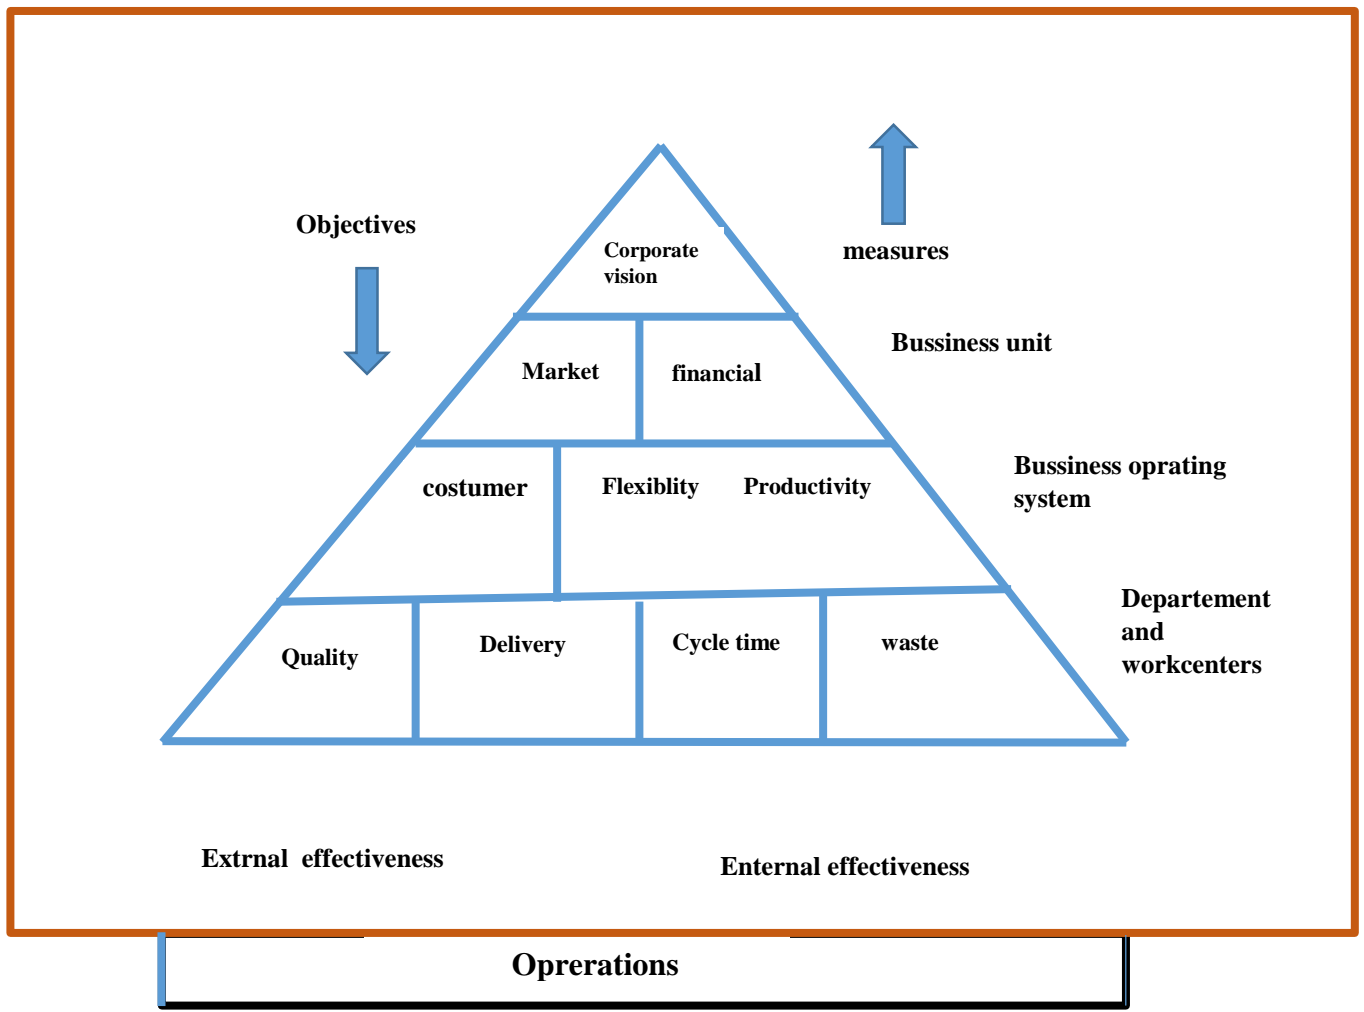 Objectives
measures
Corporate
vision
Bussiness unit
Market
financial
Bussiness oprating
system
costumer
Flexiblity
Productivity
Departement
and
workcenters
Quality
Delivery
Cycle time
waste
Extrnal effectiveness
Enternal effectiveness
Oprerations